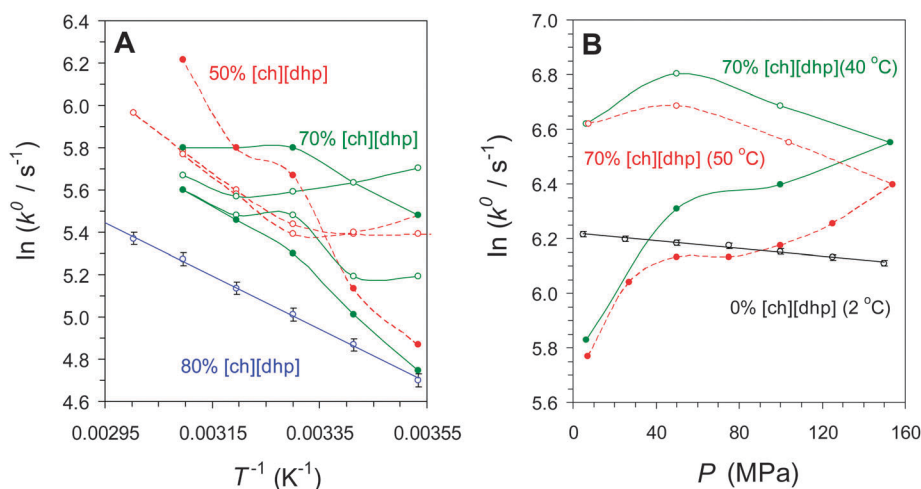 A
6.4
6.2
6.0
5.8
5.6
5.4
5.2
5.0
4.8
4.6
ln (k⁰ / s⁻¹)
50% [ch][dhp]
70% [ch][dhp]
80% [ch][dhp]
0.00295
0.00315
0.00335
0.00355
T⁻¹ (K⁻¹)
B
7.0
6.8
6.6
6.4
6.2
6.0
5.8
5.6
ln (k⁰ / s⁻¹)
70% [ch][dhp](40 °C)
70% [ch][dhp] (50 °C)
0% [ch][dhp] (2 °C)
0
40
80
120
160
P (MPa)